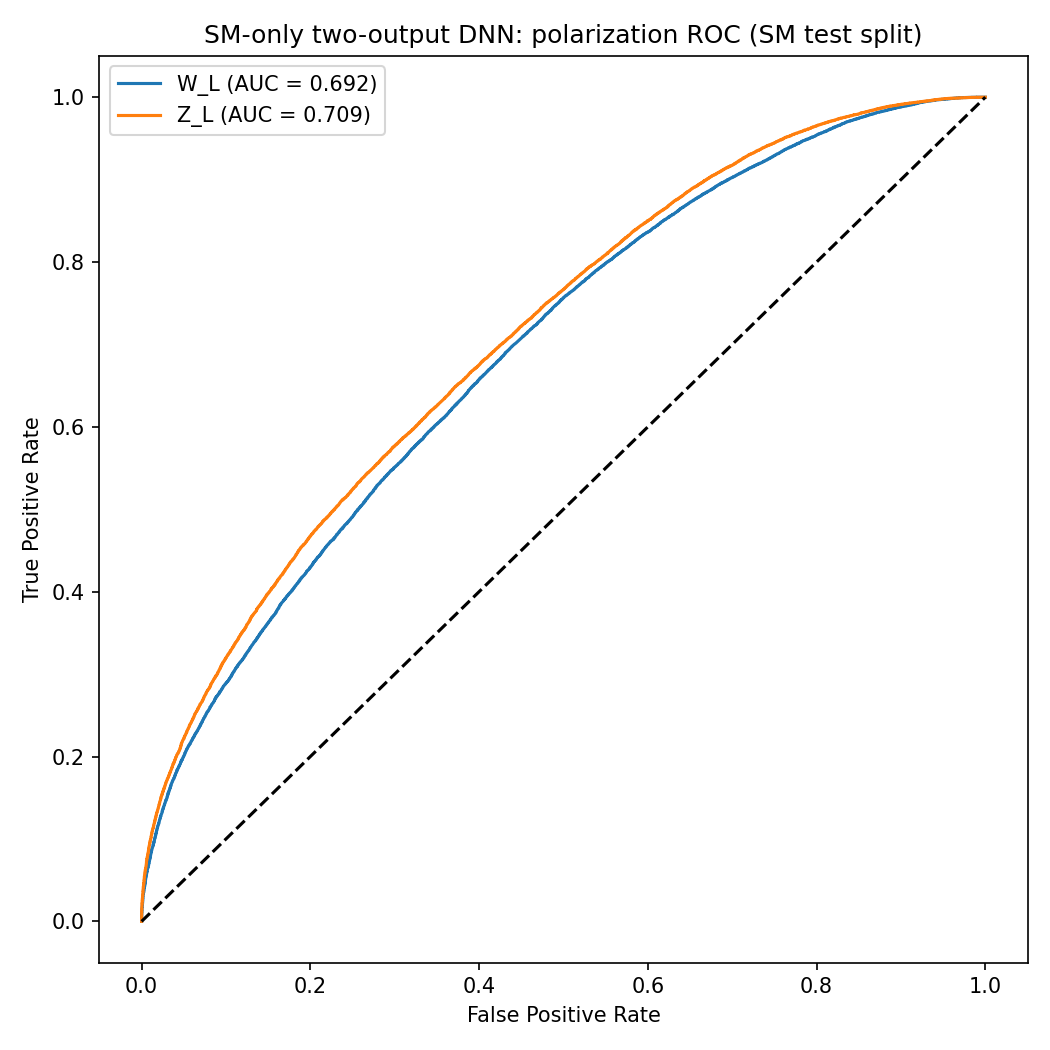 SM-only two-output DNN: polarization ROC (SM test split)
W_L (AUC = 0.692)
Z_L (AUC = 0.709)
1.0
0.8
0.6
0.4
0.2
0.0
True Positive Rate
0.0 0.2 0.4 0.6 0.8 1.0
False Positive Rate